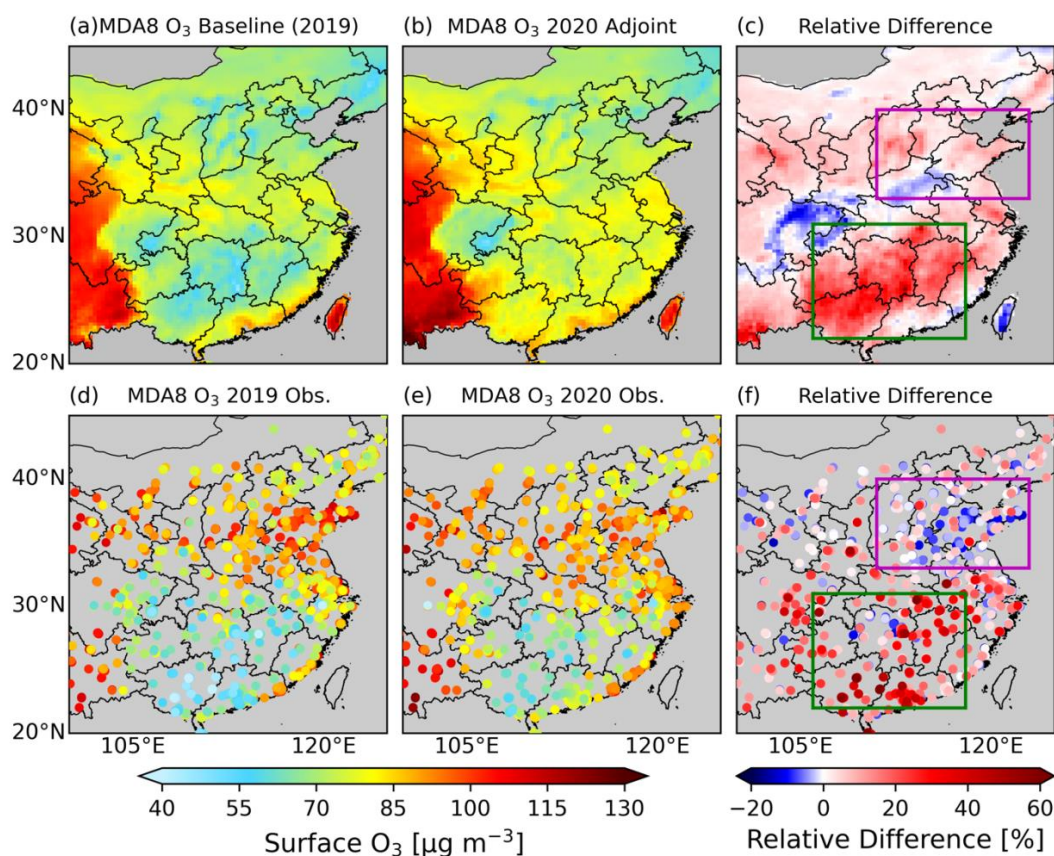 (a)MDA8 O₃ Baseline (2019)
(b) MDA8 O₃ 2020 Adjoint
(c) Relative Difference
40°N
30°N
20°N
(d) MDA8 O₃ 2019 Obs.
(e) MDA8 O₃ 2020 Obs.
(f) Relative Difference
40°N
30°N
20°N
105°E 120°E
105°E 120°E
105°E 120°E
40 55 70 85 100 115 130
Surface O₃ [μg m⁻³]
−20 0 20 40 60
Relative Difference [%]